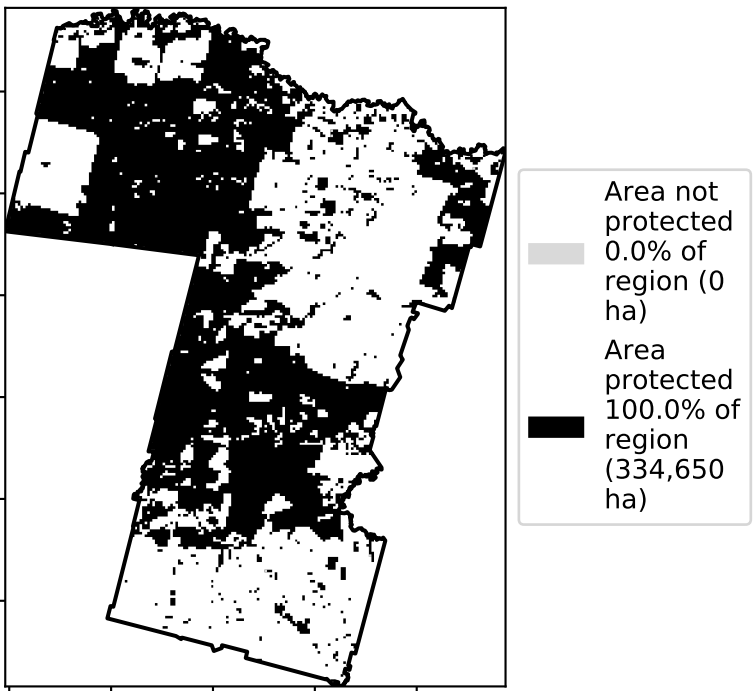 Area not
protected
0.0% of
region (0
ha)
Area
protected
100.0% of
region
(334,650
ha)